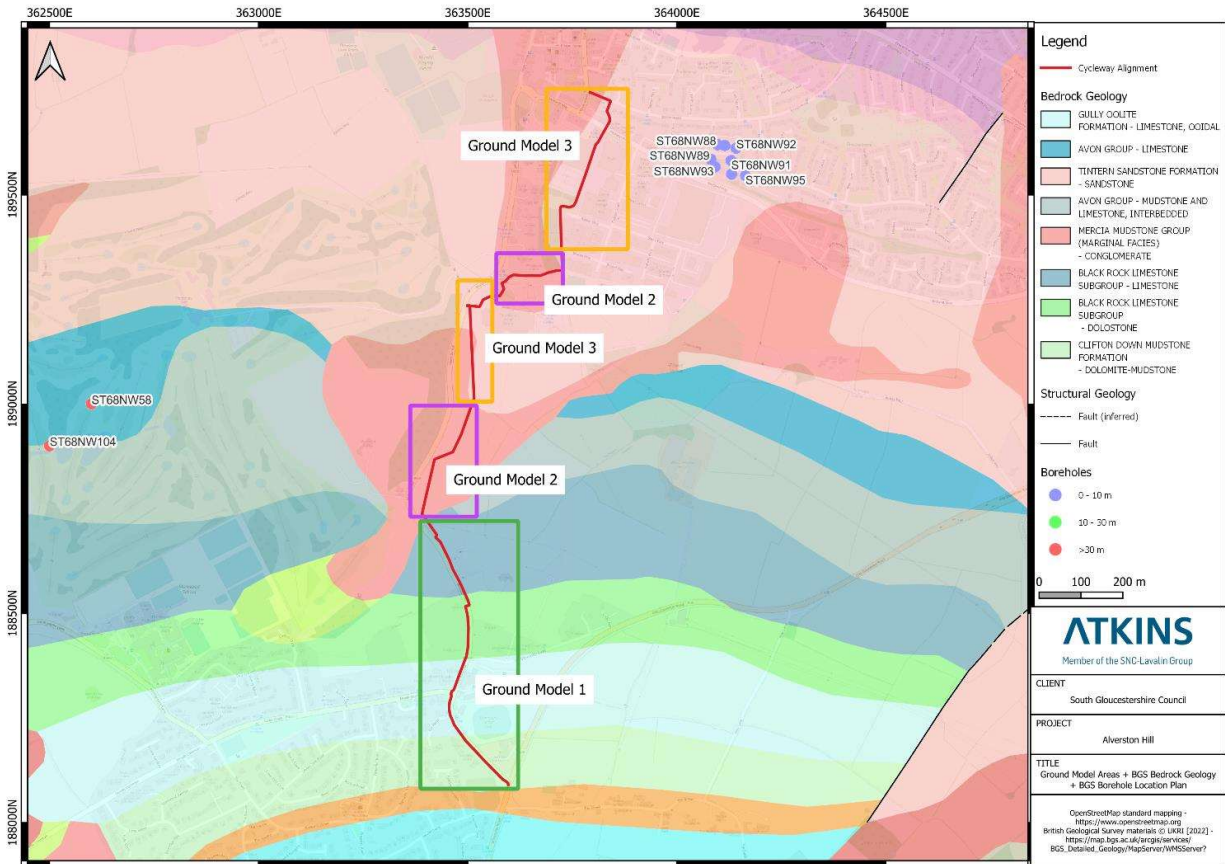 362500E
363000E
363500E
364000E
364500E
189500N
189000N
188500N
188000N
Ground Model 3
ST68NW88
ST68NW92
ST68NW89
ST68NW91
ST68NW93
ST68NW95
Ground Model 2
Ground Model 3
ST68NW58
ST68NW104
Ground Model 2
Ground Model 1
Legend
Cycleway Alignment
Bedrock Geology
GULLY OOLITE
FORMATION - LIMESTONE, OOIDAL
AVON GROUP - LIMESTONE
TINTERN SANDSTONE FORMATION
- SANDSTONE
AVON GROUP - MUDSTONE AND
LIMESTONE, INTERBEDDED
MERCIA MUDSTONE GROUP
(MARGINAL FACIES)
- CONGLOMERATE
BLACK ROCK LIMESTONE
SUBGROUP - LIMESTONE
BLACK ROCK LIMESTONE
SUBGROUP
- DOLOSTONE
CLIFTON DOWN MUDSTONE
FORMATION
- DOLOMITE-MUDSTONE
Structural Geology
Fault (inferred)
Fault
Boreholes
0 - 10 m
10 - 30 m
>30 m
0 100 200 m
ATKINS
Member of the SNC-Lavalin Group
CLIENT
South Gloucestershire Council
PROJECT
Alverston Hill
TITLE
Ground Model Areas + BGS Bedrock Geology
+ BGS Borehole Location Plan
OpenStreetMap standard mapping -
https://www.openstreetmap.org
British Geological Survey materials © UKRI [2022] -
https://map.bgs.ac.uk/arcgis/services/
BGS_Detailed_Geology/MapServer/WMSServer?